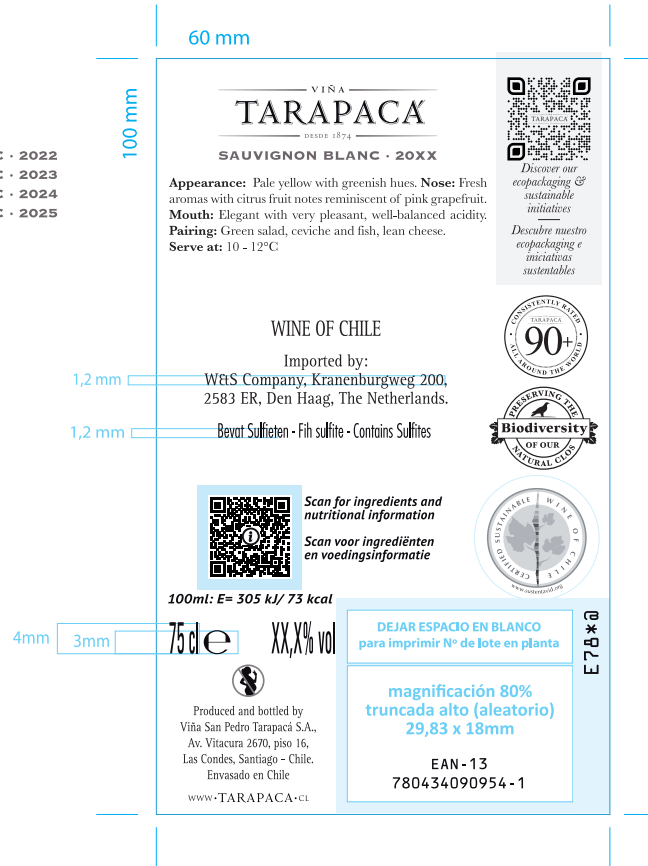 60 mm
100 mm
C · 2022
C · 2023
C · 2024
C · 2025
VIÑA
TARAPACÁ
DESDE 1874
SAUVIGNON BLANC · 20XX
Appearance: Pale yellow with greenish hues. Nose: Fresh
aromas with citrus fruit notes reminiscent of pink grapefruit.
Mouth: Elegant with very pleasant, well-balanced acidity.
Pairing: Green salad, ceviche and fish, lean cheese.
Serve at: 10 - 12°C
TARAPACÁ
Discover our
ecopackaging &
sustainable
initiatives
Descubre nuestro
ecopackaging e
iniciativas
sustentables
WINE OF CHILE
Imported by:
1,2 mm
W&S Company, Kranenburgweg 200,
2583 ER, Den Haag, The Netherlands.
1,2 mm
Bevat Sulfieten - Fih sulfite - Contains Sulfites
CONSISTENTLY RATED
TARAPACÁ
90+
ALL AROUND THE WORLD
PRESERVING THE
Biodiversity
OF OUR
NATURAL CLOS
Scan for ingredients and
nutritional information
Scan voor ingrediënten
en voedingsinformatie
CERTIFIED SUSTAINABLE WINE OF CHILE
www.sustentavid.org
100ml: E= 305 kJ/ 73 kcal
4mm
3mm
75 cl e
XX,X% vol
Produced and bottled by
Viña San Pedro Tarapacá S.A.,
Av. Vitacura 2670, piso 16,
Las Condes, Santiago - Chile.
Envasado en Chile
WWW·TARAPACA·CL
DEJAR ESPACIO EN BLANCO
para imprimir Nº de lote en planta
magnificación 80%
truncada alto (aleatorio)
29,83 x 18mm
EAN-13
780434090954-1
E78*a